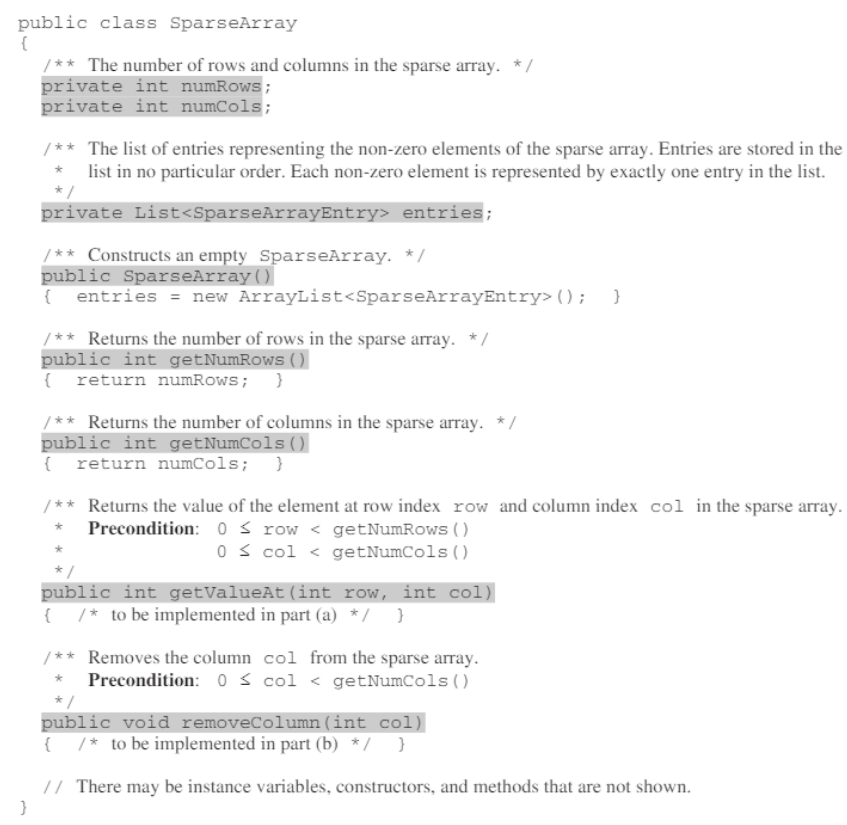 public class SparseArray
{
/** The number of rows and columns in the sparse array. */
private int numRows;
private int numCols;
/** The list of entries representing the non-zero elements of the sparse array. Entries are stored in the
* list in no particular order. Each non-zero element is represented by exactly one entry in the list.
*/
private List<SparseArrayEntry> entries;
/** Constructs an empty SparseArray. */
public SparseArray()
{ entries = new ArrayList<SparseArrayEntry>(); }
/** Returns the number of rows in the sparse array. */
public int getNumRows()
{ return numRows; }
/** Returns the number of columns in the sparse array. */
public int getNumCols()
{ return numCols; }
/** Returns the value of the element at row index row and column index col in the sparse array.
* Precondition: 0 ≤ row < getNumRows()
* 0 ≤ col < getNumCols()
*/
public int getValueAt(int row, int col)
{ /* to be implemented in part (a) */ }
/** Removes the column col from the sparse array.
* Precondition: 0 ≤ col < getNumCols()
*/
public void removeColumn(int col)
{ /* to be implemented in part (b) */ }
// There may be instance variables, constructors, and methods that are not shown.
}